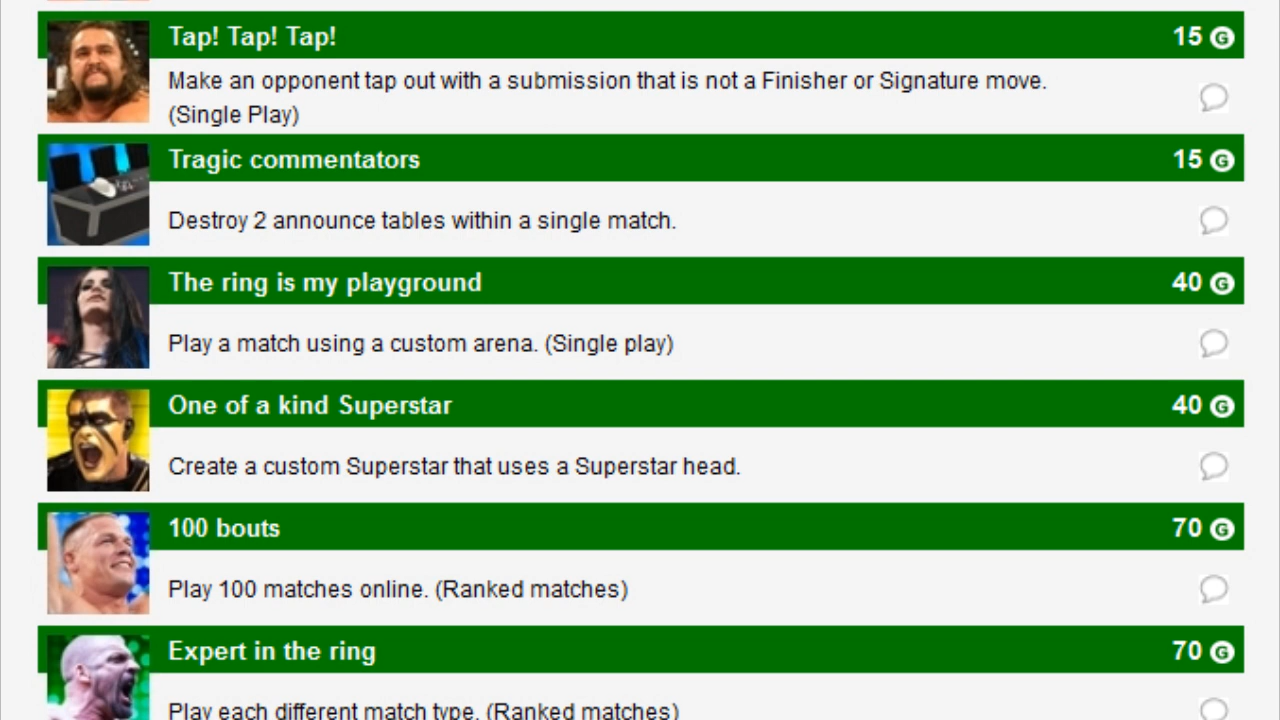 Tap! Tap! Tap! 15 G
Make an opponent tap out with a submission that is not a Finisher or Signature move.
(Single Play)
Tragic commentators 15 G
Destroy 2 announce tables within a single match.
The ring is my playground 40 G
Play a match using a custom arena. (Single play)
One of a kind Superstar 40 G
Create a custom Superstar that uses a Superstar head.
100 bouts 70 G
Play 100 matches online. (Ranked matches)
Expert in the ring 70 G
Play each different match type. (Ranked matches)